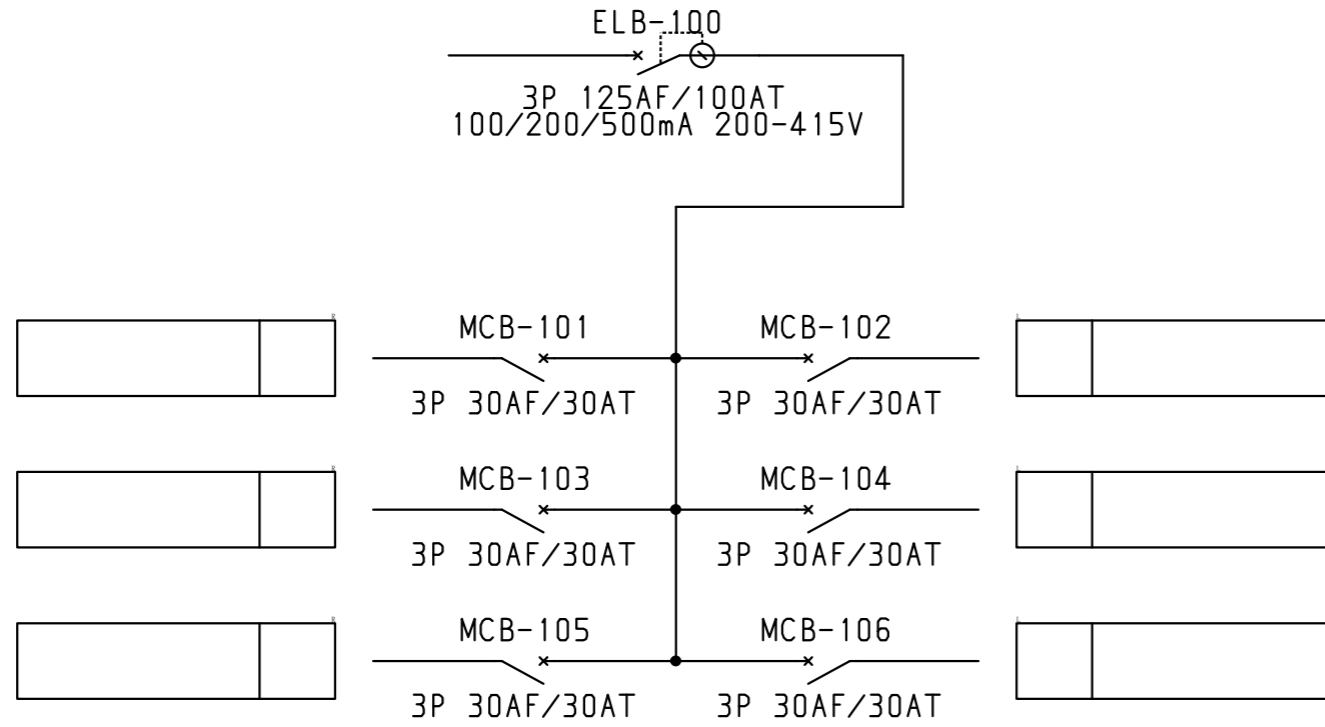 ELB-100
3P 125AF/100AT
100/200/500mA 200-415V
MCB-101
MCB-102
3P 30AF/30AT
3P 30AF/30AT
MCB-103
MCB-104
3P 30AF/30AT
3P 30AF/30AT
MCB-105
MCB-106
3P 30AF/30AT
3P 30AF/30AT